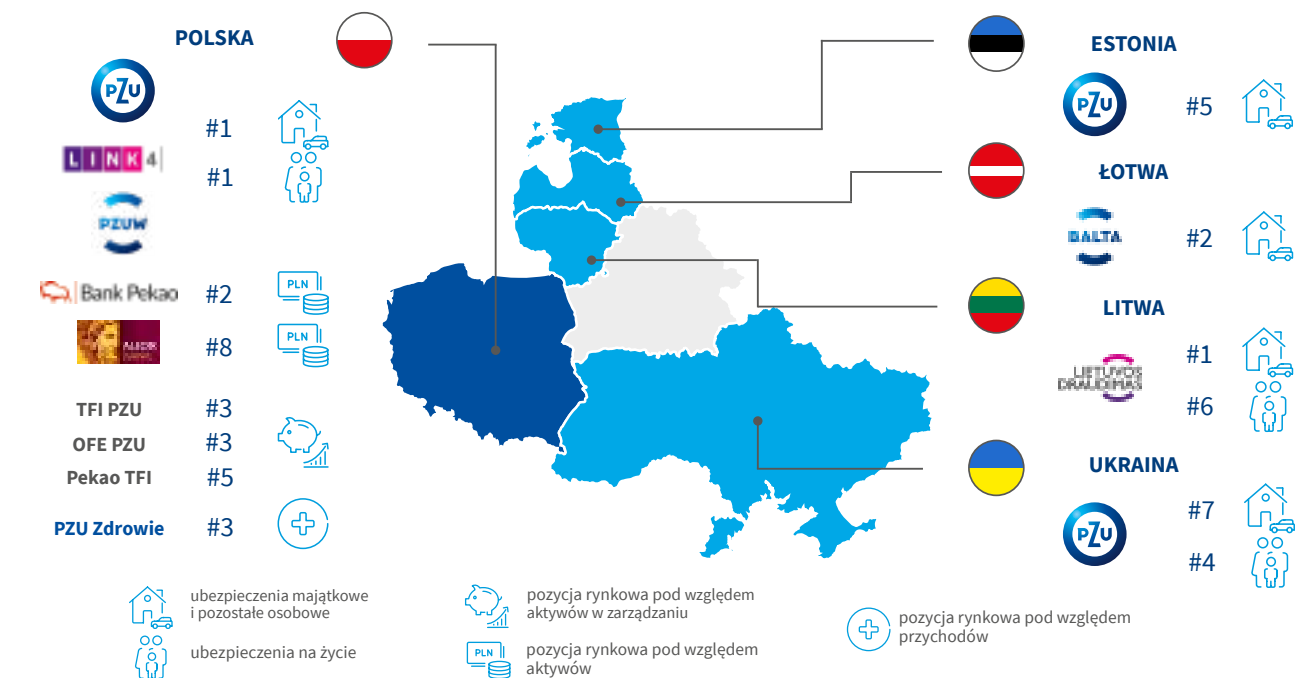 POLSKA
PZU
#1
LINK4
#1
PZUW
Bank Pekao
#2
PLN
ALIOR
#8
PLN
TFI PZU
#3
OFE PZU
#3
Pekao TFI
#5
PZU Zdrowie
#3
ESTONIA
PZU
#5
ŁOTWA
BALTA
#2
LITWA
#1
LIETUVOS
DRAUDIMAS
#6
UKRAINA
#7
PZU
#4
ubezpieczenia majątkowe
i pozostałe osobowe
ubezpieczenia na życie
pozycja rynkowa pod względem
aktywów w zarządzaniu
PLN
pozycja rynkowa pod względem
aktywów
pozycja rynkowa pod względem
przychodów